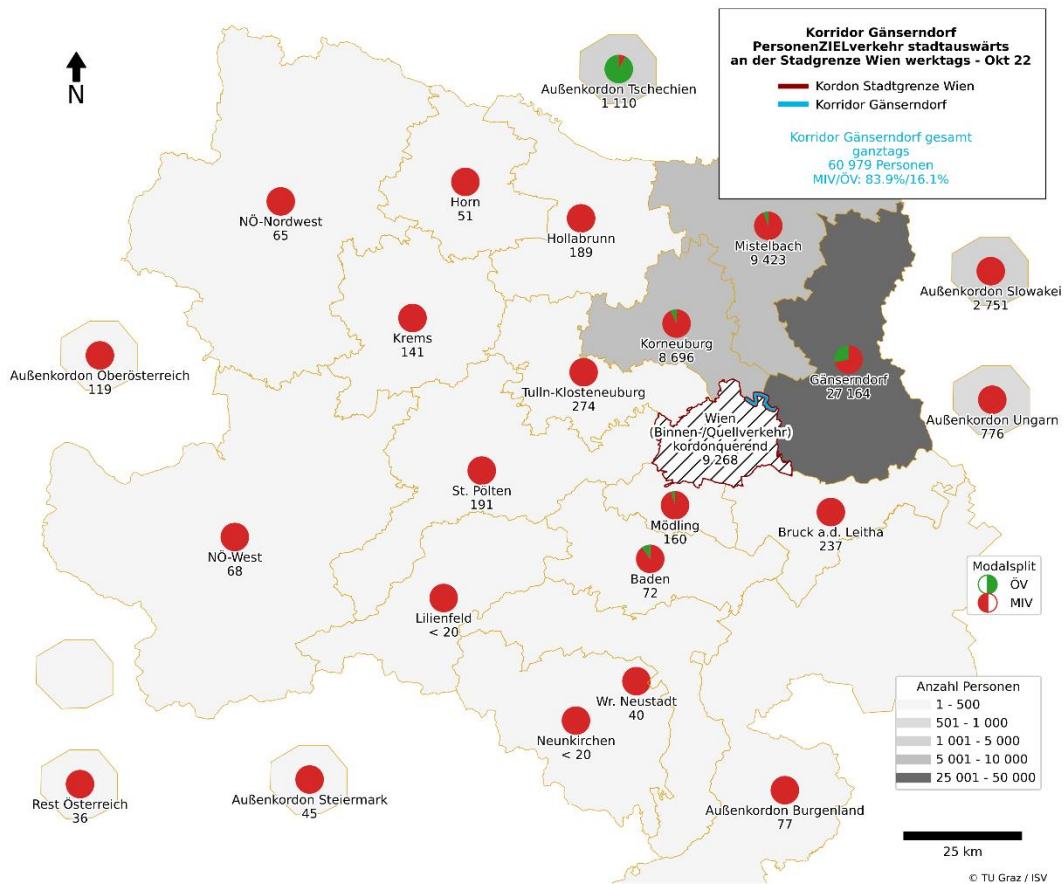 Korridor Gänserndorf
PersonenZIELverkehr stadtauswärts
an der Stadgrenze Wien werktags - Okt 22
Kordon Stadtgrenze Wien
Korridor Gänserndorf
Korridor Gänserndorf gesamt
ganztags
60 979 Personen
MIV/ÖV: 83.9%/16.1%
N
Außenkordon Tschechien
1 110
Horn
51
NÖ-Nordwest
65
Hollabrunn
189
Mistelbach
9 423
Außenkordon Slowakei
2 751
Krems
141
Korneuburg
8 696
Außenkordon Oberösterreich
119
Gänserndorf
27 164
Tulln-Klosteneuburg
274
Außenkordon Ungarn
776
Wien
(Binnen-/Quellverkehr)
kordonquerend
9 268
St. Pölten
191
Mödling
160
Bruck a.d. Leitha
237
NÖ-West
68
Baden
72
Modalsplit
ÖV
MIV
Lilienfeld
< 20
Wr. Neustadt
40
Neunkirchen
< 20
Anzahl Personen
1 - 500
501 - 1 000
1 001 - 5 000
5 001 - 10 000
25 001 - 50 000
Rest Österreich
36
Außenkordon Steiermark
45
Außenkordon Burgenland
77
25 km
© TU Graz / ISV